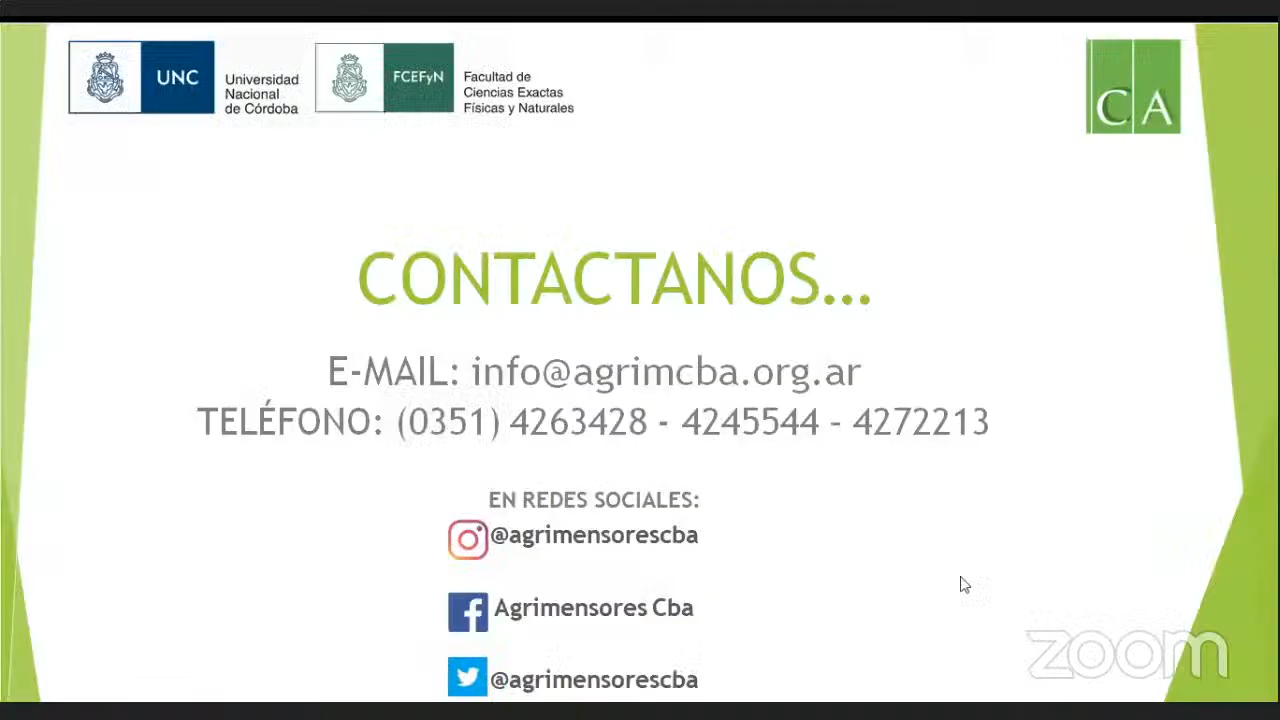 UNC
Universidad
Nacional
de Córdoba
FCEFyN
Facultad de
Ciencias Exactas
Físicas y Naturales
CA
CONTACTANOS...
E-MAIL: info@agrimcba.org.ar
TELÉFONO: (0351) 4263428 - 4245544 - 4272213
EN REDES SOCIALES:
@agrimensorescba
Agrimensores Cba
@agrimensorescba
zoom